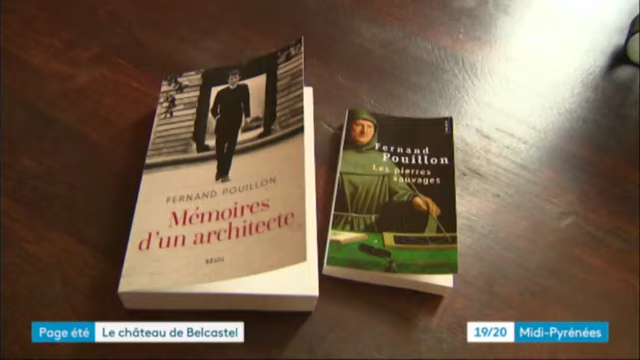 FERNAND POUILLON
Mémoires
d'un architecte
SEUIL
Fernand
Pouillon
Les pierres
sauvages
Page été
Le château de Belcastel
19/20
Midi-Pyrénées